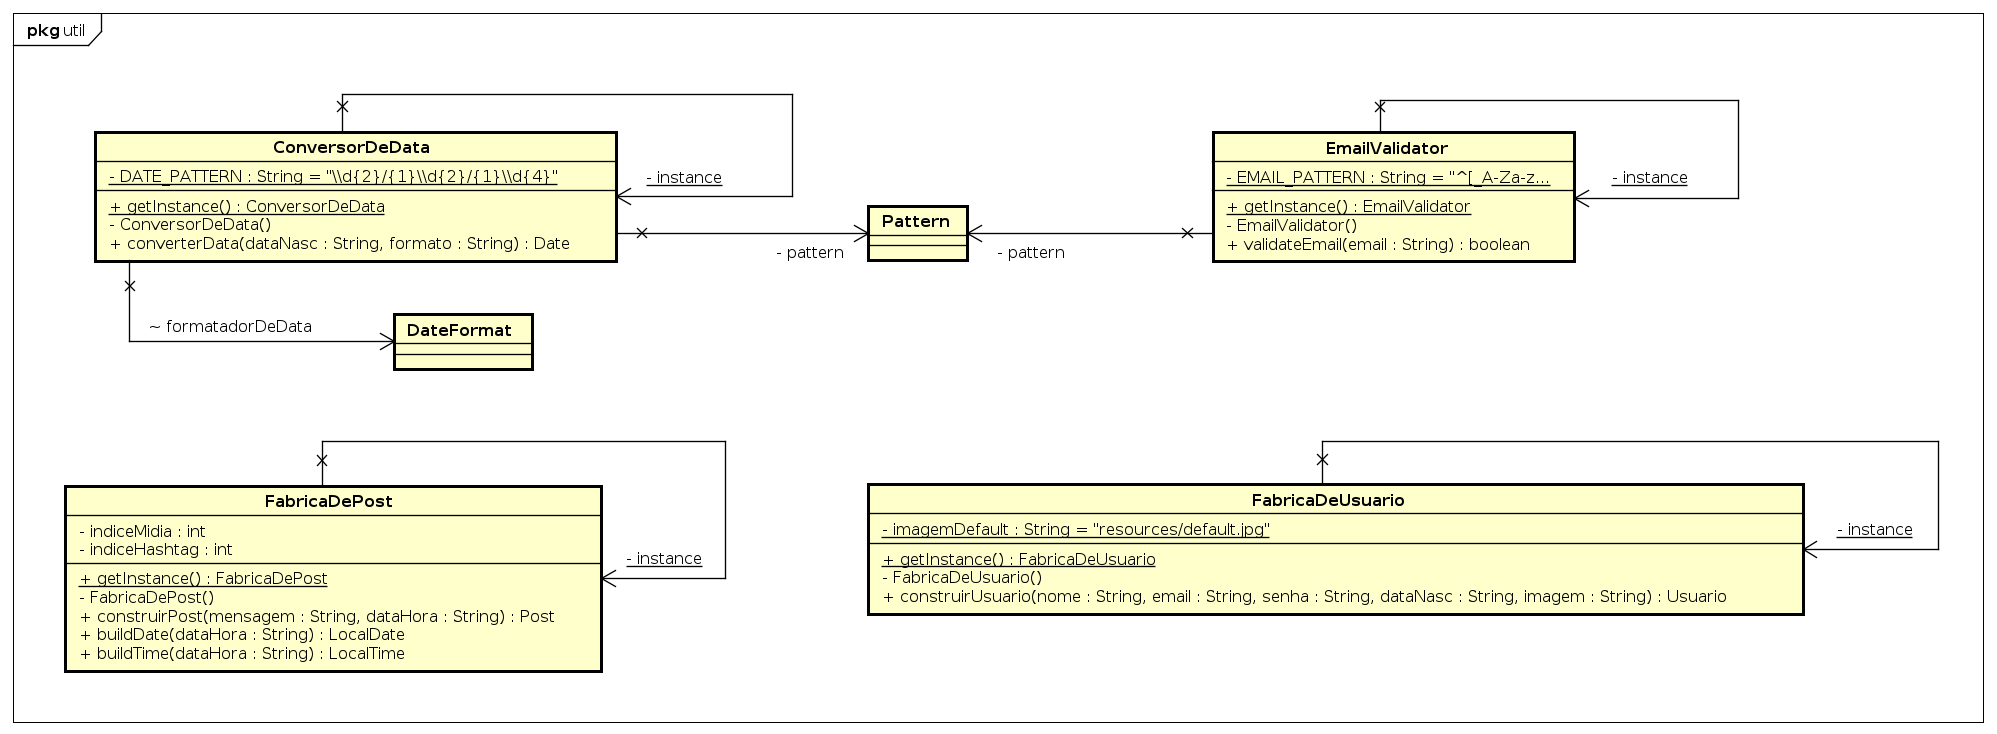 pkg util
ConversorDeData
- DATE_PATTERN : String = "\\d{2}/{1}\\d{2}/{1}\\d{4}"
+ getInstance() : ConversorDeData
- ConversorDeData()
+ converterData(dataNasc : String, formato : String) : Date
- instance
- pattern
~ formatadorDeData
DateFormat
Pattern
- pattern
EmailValidator
- EMAIL_PATTERN : String = "^[_A-Za-z...
+ getInstance() : EmailValidator
- EmailValidator()
+ validateEmail(email : String) : boolean
- instance
FabricaDePost
- indiceMidia : int
- indiceHashtag : int
+ getInstance() : FabricaDePost
- FabricaDePost()
+ construirPost(mensagem : String, dataHora : String) : Post
+ buildDate(dataHora : String) : LocalDate
+ buildTime(dataHora : String) : LocalTime
- instance
FabricaDeUsuario
- imagemDefault : String = "resources/default.jpg"
+ getInstance() : FabricaDeUsuario
- FabricaDeUsuario()
+ construirUsuario(nome : String, email : String, senha : String, dataNasc : String, imagem : String) : Usuario
- instance